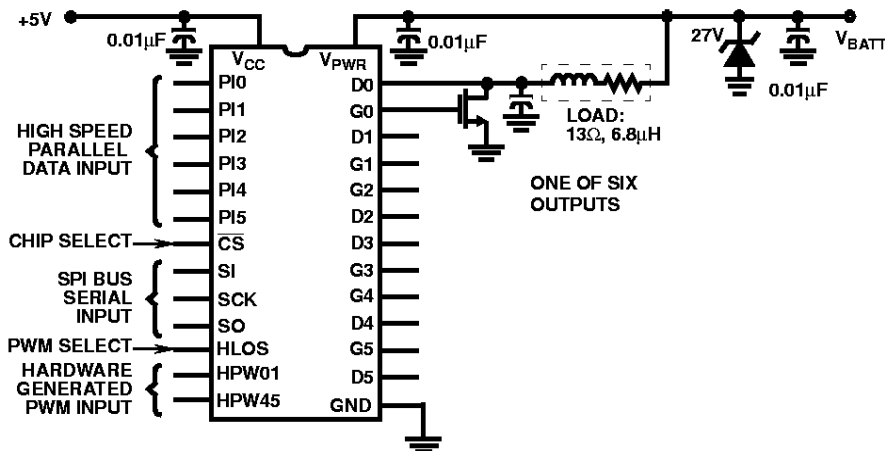 +5V
0.01µF
0.01µF
27V
VBATT
0.01µF
VCC
VPWR
PI0
PI1
PI2
PI3
PI4
PI5
CS
SI
SCK
SO
HLOS
HPW01
HPW45
D0
G0
D1
G1
G2
D2
D3
G3
G4
D4
G5
D5
GND
HIGH SPEED
PARALLEL
DATA INPUT
CHIP SELECT
SPI BUS
SERIAL
INPUT
PWM SELECT
HARDWARE
GENERATED
PWM INPUT
LOAD:
13Ω, 6.8µH
ONE OF SIX
OUTPUTS